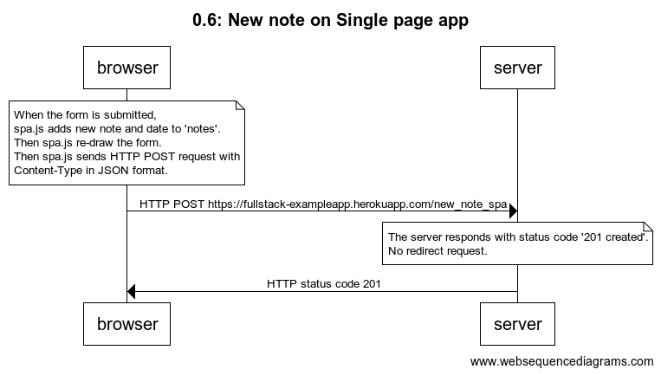 0.6: New note on Single page app
browser
server
When the form is submitted,
spa.js adds new note and date to 'notes'.
Then spa.js re-draw the form.
Then spa.js sends HTTP POST request with
Content-Type in JSON format.
HTTP POST https://fullstack-exampleapp.herokuapp.com/new_note_spa
The server responds with status code '201 created'.
No redirect request.
HTTP status code 201
browser
server
www.websequencediagrams.com